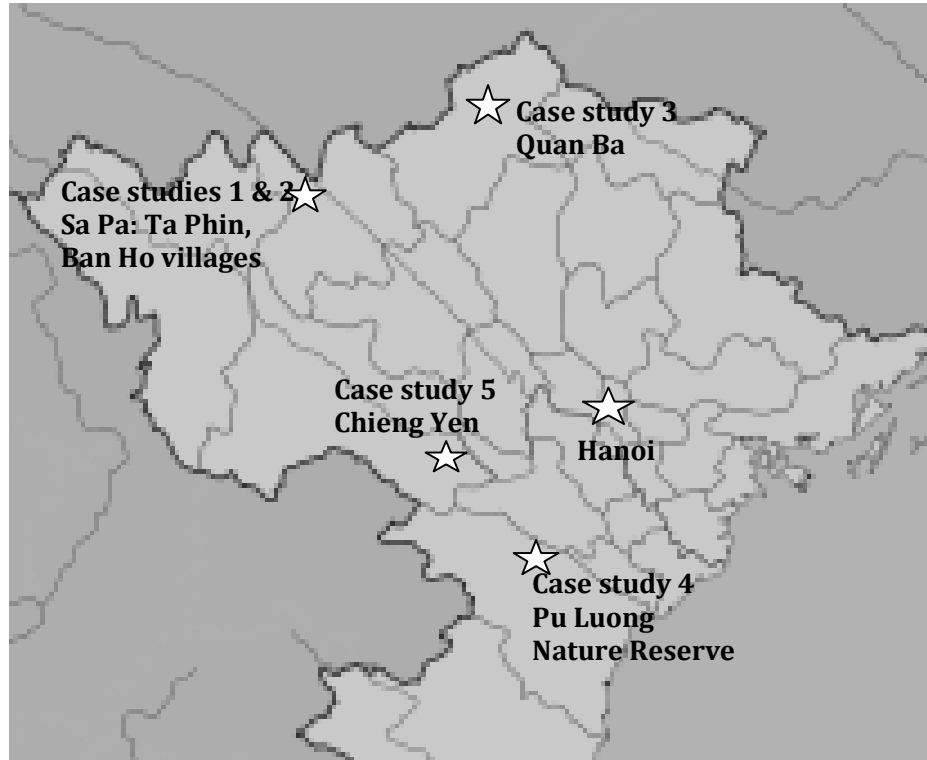 Case study 3
Quan Ba
Case studies 1 & 2
Sa Pa: Ta Phin,
Ban Ho villages
Case study 5
Chieng Yen
Hanoi
Case study 4
Pu Luong
Nature Reserve